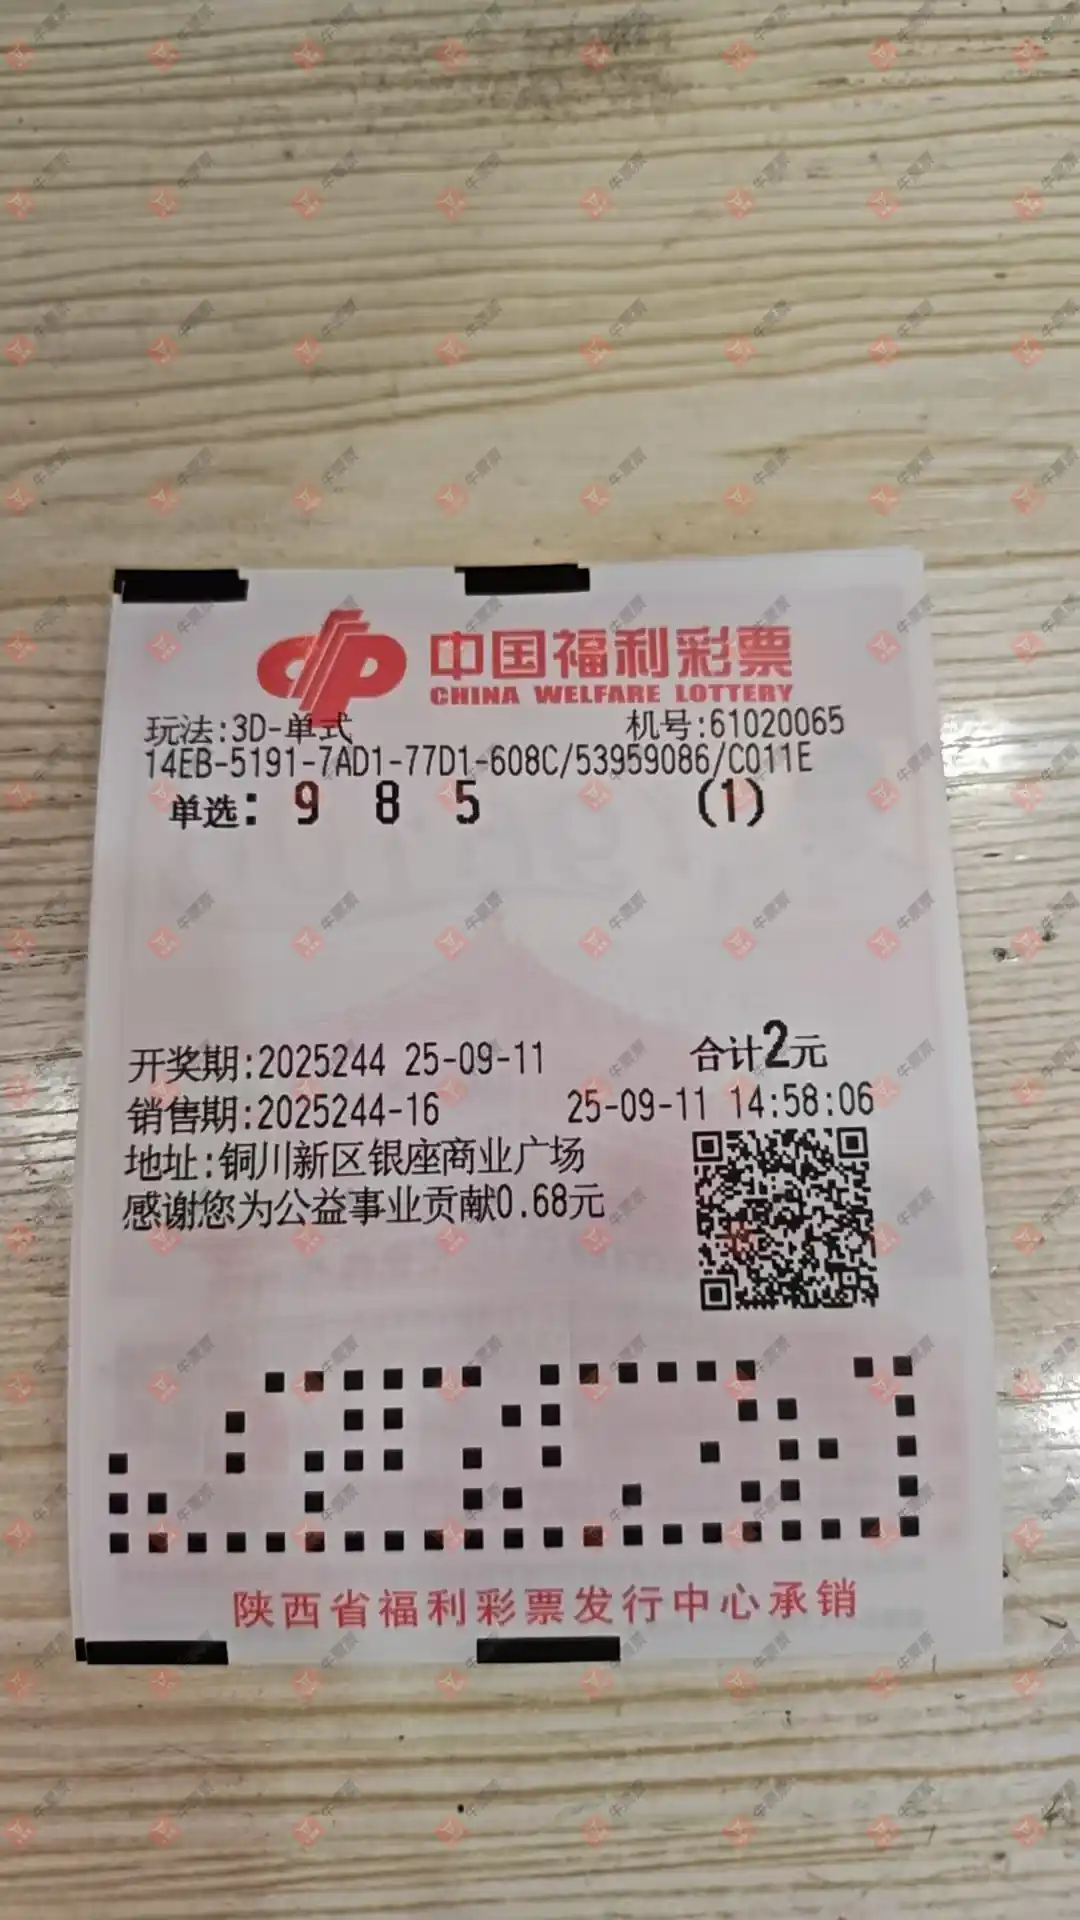 中国福利彩票
CHINA WELFARE LOTTERY
玩法:3D-单式 机号:61020065
14EB-5191-7AD1-77D1-608C/53959086/C011E
单选: 9 8 5 (1)
开奖期:2025244 25-09-11 合计2元
销售期:2025244-16 25-09-11 14:58:06
地址:铜川新区银座商业广场
感谢您为公益事业贡献0.68元
陕西省福利彩票发行中心承销